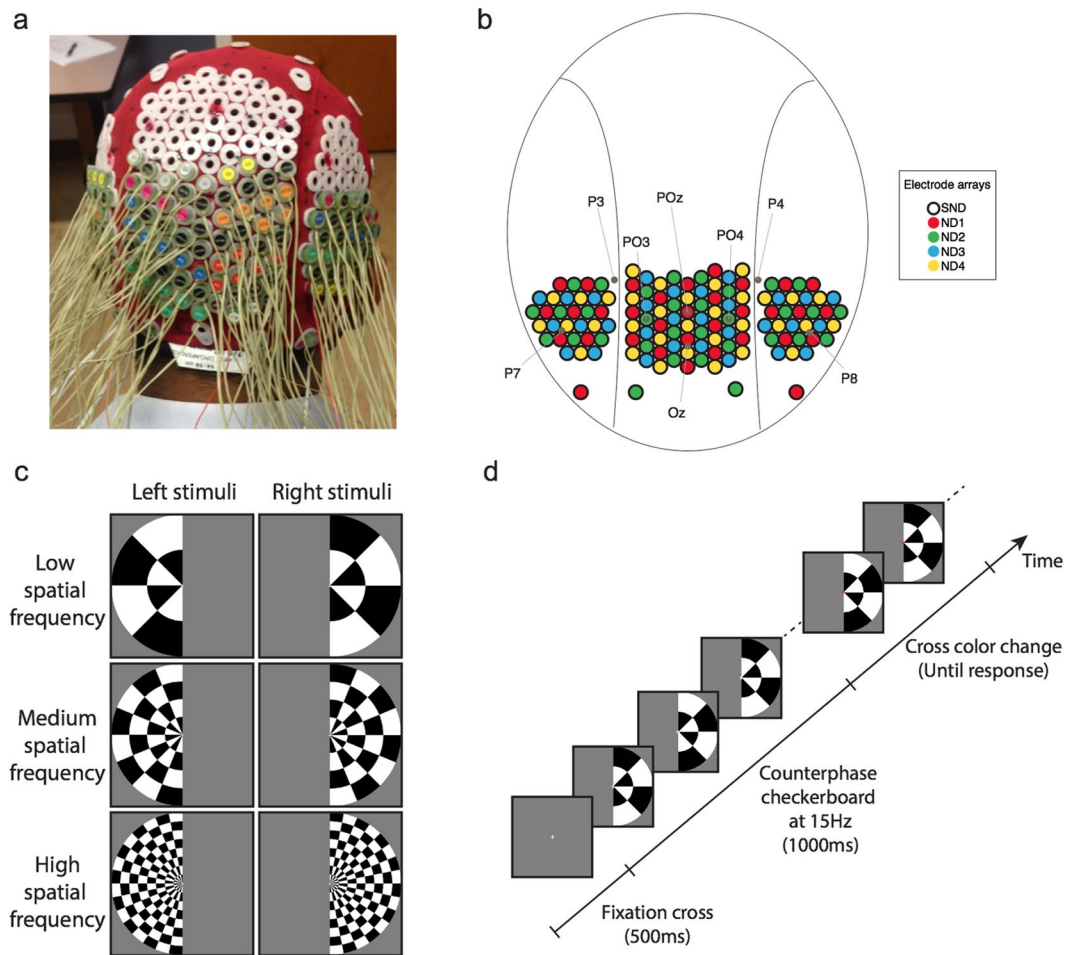 a
b
P3
POz
P4
PO3
PO4
P7
Oz
P8
Electrode arrays
SND
ND1
ND2
ND3
ND4
c
Left stimuli
Right stimuli
Low
spatial
frequency
Medium
spatial
frequency
High
spatial
frequency
d
Time
Cross color change
(Until response)
Counterphase
checkerboard
at 15Hz
(1000ms)
Fixation cross
(500ms)